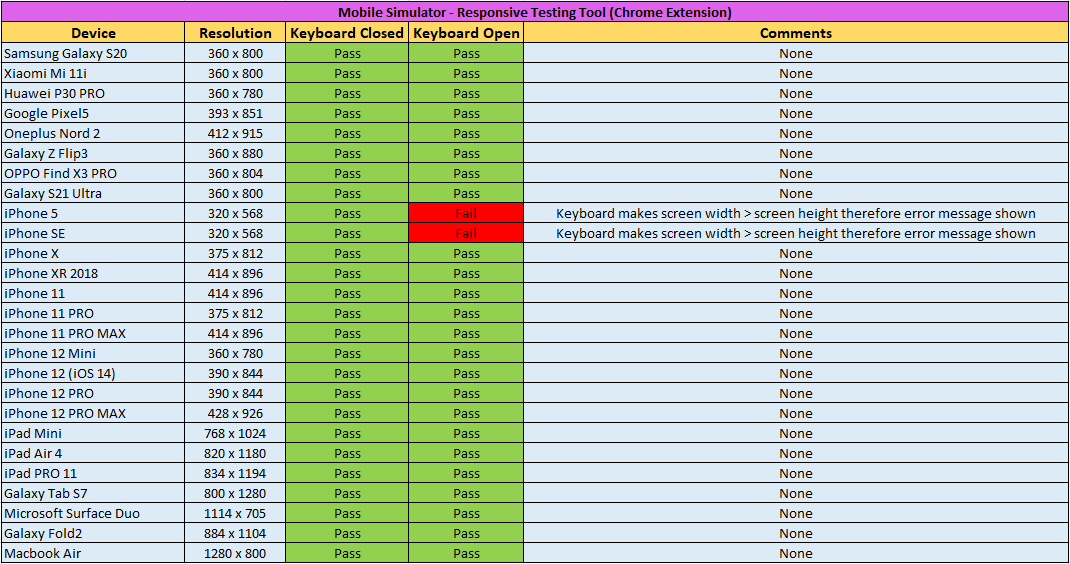 Mobile Simulator - Responsive Testing Tool (Chrome Extension)
Device Resolution Keyboard Closed Keyboard Open Comments
Samsung Galaxy S20 360 x 800 Pass Pass None
Xiaomi Mi 11i 360 x 800 Pass Pass None
Huawei P30 PRO 360 x 780 Pass Pass None
Google Pixel5 393 x 851 Pass Pass None
Oneplus Nord 2 412 x 915 Pass Pass None
Galaxy Z Flip3 360 x 880 Pass Pass None
OPPO Find X3 PRO 360 x 804 Pass Pass None
Galaxy S21 Ultra 360 x 800 Pass Pass None
iPhone 5 320 x 568 Pass Fail Keyboard makes screen width > screen height therefore error message shown
iPhone SE 320 x 568 Pass Fail Keyboard makes screen width > screen height therefore error message shown
iPhone X 375 x 812 Pass Pass None
iPhone XR 2018 414 x 896 Pass Pass None
iPhone 11 414 x 896 Pass Pass None
iPhone 11 PRO 375 x 812 Pass Pass None
iPhone 11 PRO MAX 414 x 896 Pass Pass None
iPhone 12 Mini 360 x 780 Pass Pass None
iPhone 12 (iOS 14) 390 x 844 Pass Pass None
iPhone 12 PRO 390 x 844 Pass Pass None
iPhone 12 PRO MAX 428 x 926 Pass Pass None
iPad Mini 768 x 1024 Pass Pass None
iPad Air 4 820 x 1180 Pass Pass None
iPad PRO 11 834 x 1194 Pass Pass None
Galaxy Tab S7 800 x 1280 Pass Pass None
Microsoft Surface Duo 1114 x 705 Pass Pass None
Galaxy Fold2 884 x 1104 Pass Pass None
Macbook Air 1280 x 800 Pass Pass None